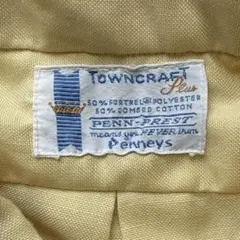 TOWNCRAFT
Plus
50% FORTREL® POLYESTER
50% COMBED COTTON
PENN-PREST
means you NEVER iron
Penneys